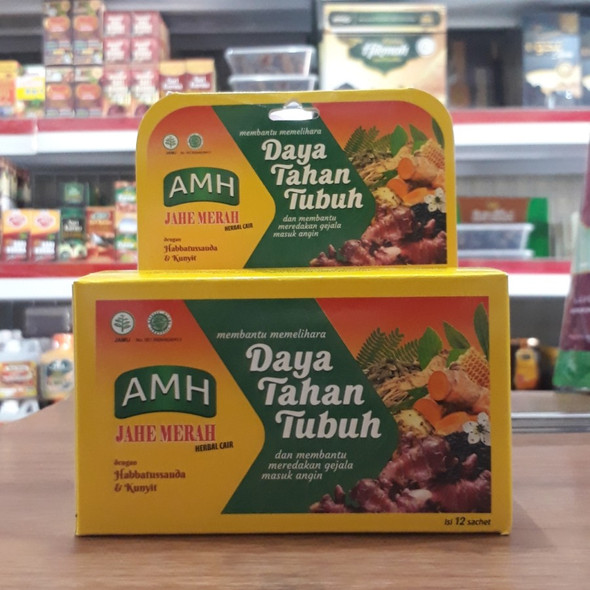 membantu memelihara
Daya
Tahan
Tubuh
dan membantu
meredakan gejala
masuk angin
AMH
JAHE MERAH
HERBAL CAIR
dengan
Habbatussauda
& Kunyit
JAMU
membantu memelihara
Daya
Tahan
Tubuh
dan membantu
meredakan gejala
masuk angin
AMH
JAHE MERAH
HERBAL CAIR
dengan
Habbatussauda
& Kunyit
isi 12 sachet